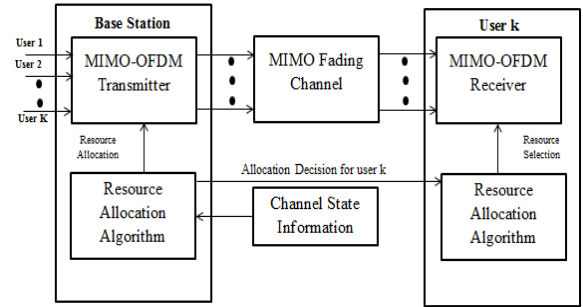 Base Station
User k
User 1
User 2
User K
MIMO-OFDM
Transmitter
MIMO Fading
Channel
MIMO-OFDM
Receiver
Resource
Allocation
Resource
Selection
Allocation Decision for user k
Resource
Allocation
Algorithm
Channel State
Information
Resource
Allocation
Algorithm